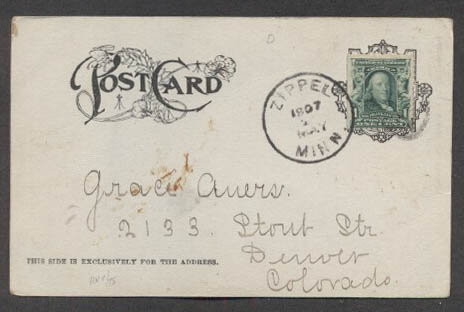 POST CARD
ZIPPEL
1907
MAY
MINN
Grace Auers.
2133 Stout Str.
Denver
Colorado.
THIS SIDE IS EXCLUSIVELY FOR THE ADDRESS.